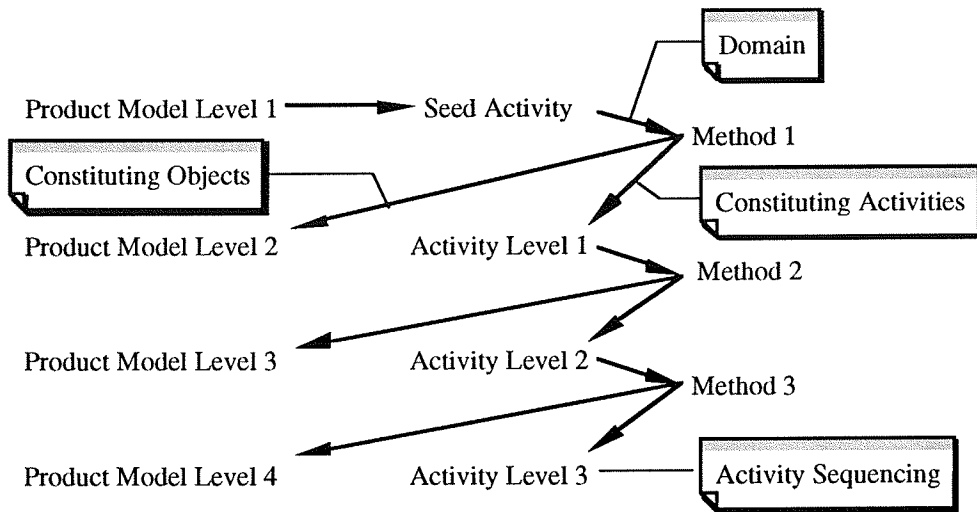 Domain
Product Model Level 1
Seed Activity
Method 1
Constituting Objects
Constituting Activities
Product Model Level 2
Activity Level 1
Method 2
Product Model Level 3
Activity Level 2
Method 3
Product Model Level 4
Activity Level 3
Activity Sequencing